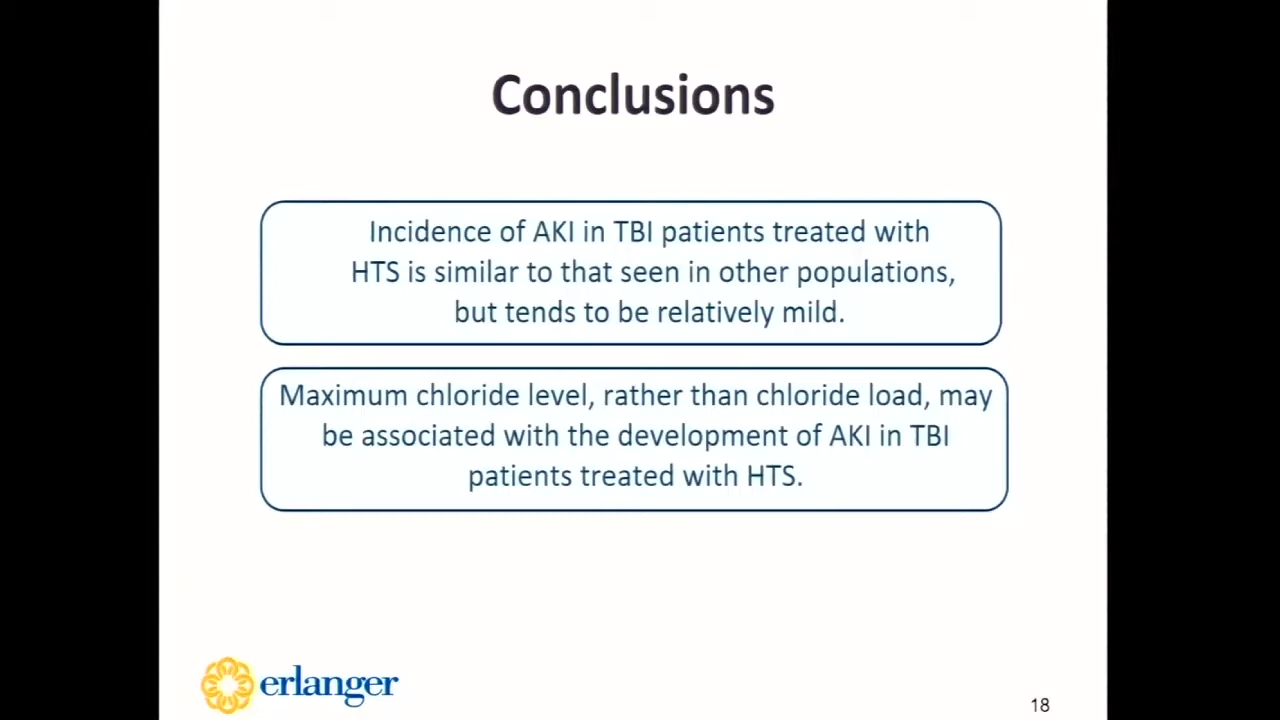 Conclusions
Incidence of AKI in TBI patients treated with
HTS is similar to that seen in other populations,
but tends to be relatively mild.
Maximum chloride level, rather than chloride load, may
be associated with the development of AKI in TBI
patients treated with HTS.
erlanger
18